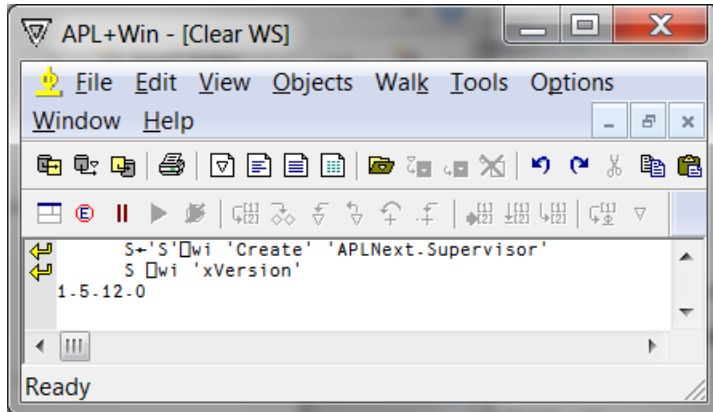 APL+Win - [Clear WS]
File Edit View Objects Walk Tools Options
Window Help
S←'S'⎕wi 'Create' 'APLNext.Supervisor'
S ⎕wi 'xVersion'
1.5.12.0
Ready